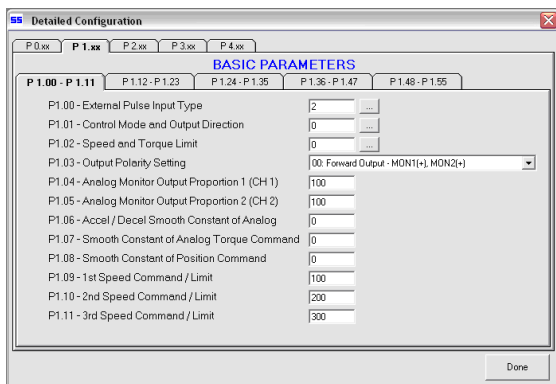 SS Detailed Configuration
P 0.xx P 1.xx P 2.xx P 3.xx P 4.xx
BASIC PARAMETERS
P 1.00 - P 1.11 P 1.12 - P 1.23 P 1.24 - P 1.35 P 1.36 - P 1.47 P 1.48 - P 1.55
P1.00 - External Pulse Input Type 2 ...
P1.01 - Control Mode and Output Direction 0 ...
P1.02 - Speed and Torque Limit 0 ...
P1.03 - Output Polarity Setting 00: Forward Output - MON1(+), MON2(+)
P1.04 - Analog Monitor Output Proportion 1 (CH 1) 100
P1.05 - Analog Monitor Output Proportion 2 (CH 2) 100
P1.06 - Accel / Decel Smooth Constant of Analog 0
P1.07 - Smooth Constant of Analog Torque Command 0
P1.08 - Smooth Constant of Position Command 0
P1.09 - 1st Speed Command / Limit 100
P1.10 - 2nd Speed Command / Limit 200
P1.11 - 3rd Speed Command / Limit 300
Done